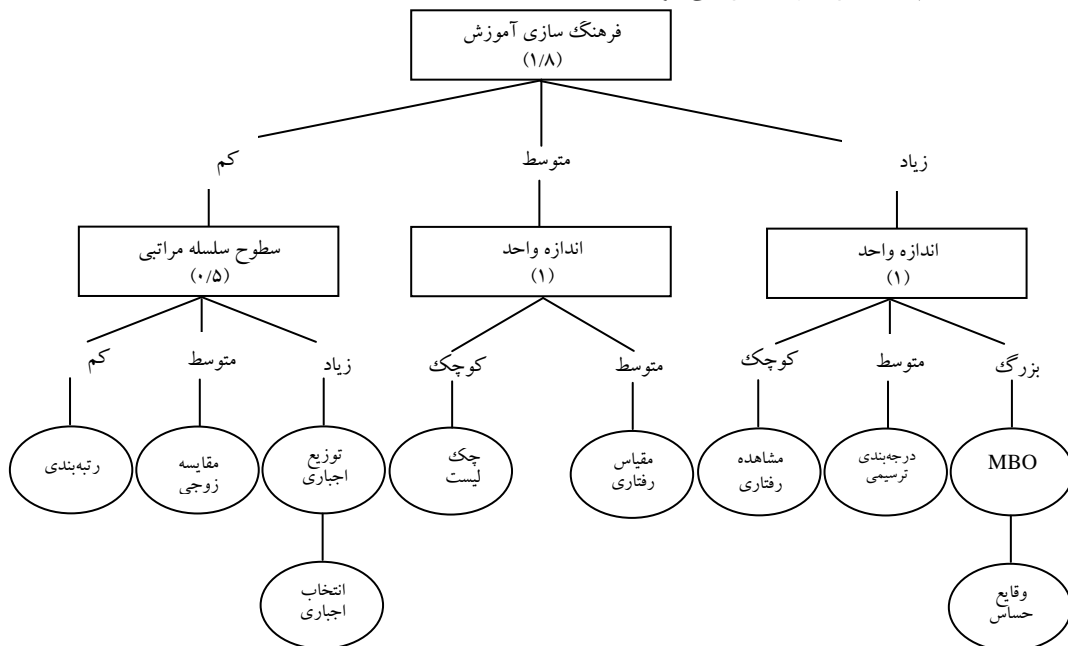 فرهنگ سازی آموزش
(۱/۸)
زیاد
متوسط
کم
اندازه واحد
(۱)
اندازه واحد
(۱)
سطوح سلسله مراتبی
(۰/۵)
بزرگ
متوسط
کوچک
متوسط
کوچک
زیاد
متوسط
کم
MBO
درجه‌بندی
ترسیمی
مشاهده
رفتاری
مقیاس
رفتاری
چک
لیست
توزیع
اجباری
مقایسه
زوجی
رتبه‌بندی
وقایع
حساس
انتخاب
اجباری